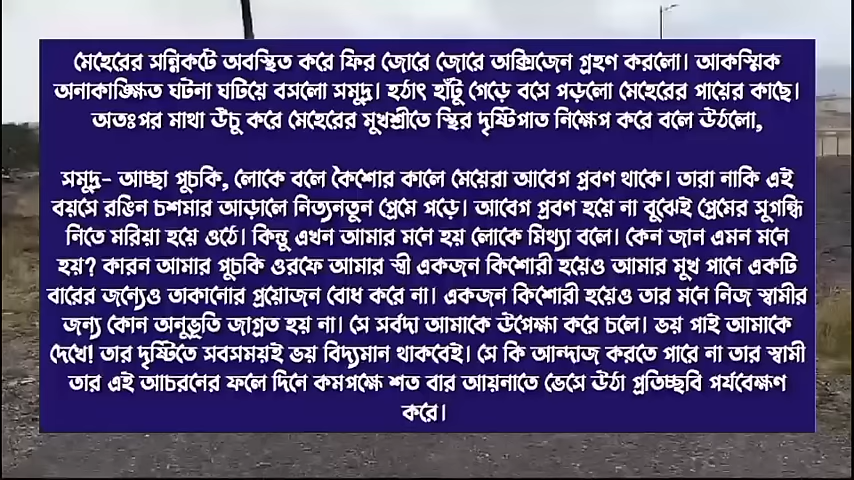 মেহেরের সন্নিকটে অবস্থিত করে ফির জোরে জোরে অক্সিজেন গ্রহণ করলো। আকস্মিক
অনাকাঙ্ক্ষিত ঘটনা ঘটিয়ে বসলো সমুদ্র। হঠাৎ হাঁটু গেড়ে বসে পড়লো মেহেরের পায়ের কাছে।
অতঃপর মাথা উঁচু করে মেহেরের মুখশ্রীতে স্থির দৃষ্টিপাত নিক্ষেপ করে বলে উঠলো,
সমুদ্র- আচ্ছা পুচকি, লোকে বলে কৈশোর কালে মেয়েরা আবেগ প্রবণ থাকে। তারা নাকি এই
বয়সে রঙিন চশমার আড়ালে নিত্যনতুন প্রেমে পড়ে। আবেগ প্রবণ হয়ে না বুঝেই প্রেমের সুগন্ধি
নিতে মরিয়া হয়ে ওঠে। কিন্তু এখন আমার মনে হয় লোকে মিথ্যা বলে। কেন জান এমন মনে
হয়? কারন আমার পুচকি ওরফে আমার স্ত্রী একজন কিশোরী হয়েও আমার মুখ পানে একটি
বারের জন্যেও তাকানোর প্রয়োজন বোধ করে না। একজন কিশোরী হয়েও তার মনে নিজ স্বামীর
জন্য কোন অনুভূতি জাগ্রত হয় না। সে সর্বদা আমাকে উপেক্ষা করে চলে। ভয় পাই আমাকে
দেখে! তার দৃষ্টিতে সবসময়ই ভয় বিদ্যমান থাকবেই। সে কি আন্দাজ করতে পারে না তার স্বামী
তার এই আচরনের ফলে দিনে কমপক্ষে শত বার আয়নাতে ভেসে উঠা প্রতিচ্ছবি পর্যবেক্ষণ
করে।